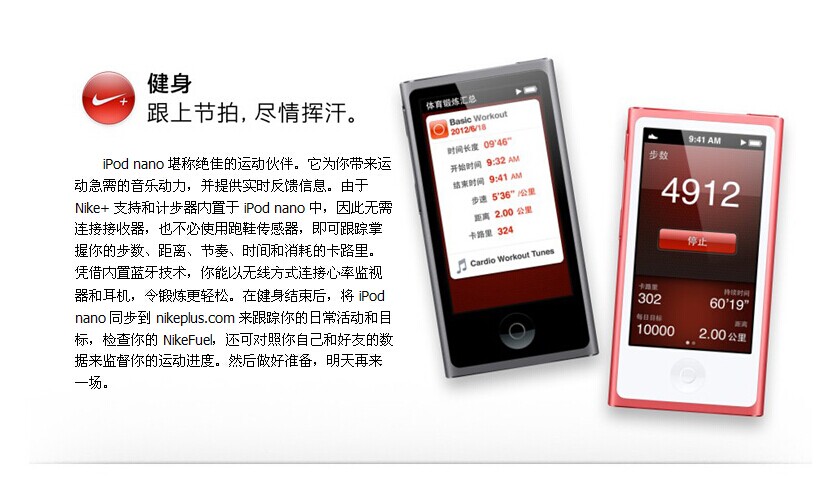 健身
跟上节拍，尽情挥汗。
iPod nano 堪称绝佳的运动伙伴。它为你带来运
动急需的音乐动力，并提供实时反馈信息。由于
Nike+ 支持和计步器内置于 iPod nano 中，因此无需
连接接收器，也不必使用跑鞋传感器，即可跟踪掌
握你的步数、距离、节奏、时间和消耗的卡路里。
凭借内置蓝牙技术，你能以无线方式连接心率监视
器和耳机，令锻炼更轻松。在健身结束后，将 iPod
nano 同步到 nikeplus.com 来跟踪你的日常活动和目
标，检查你的 NikeFuel，还可对照你自己和好友的数
据来监督你的运动进度。然后做好准备，明天再来
一场。
体育锻炼汇总
Basic Workout
2012/6/18
时间长度 09'46"
开始时间 9:32 AM
结束时间 9:41 AM
步速 5'36" /公里
距离 2.00 公里
卡路里 324
Cardio Workout Tunes
9:41 AM
步数
4912
停止
卡路里 持续时间
302 60'19"
每日目标 距离
10000 2.00 公里